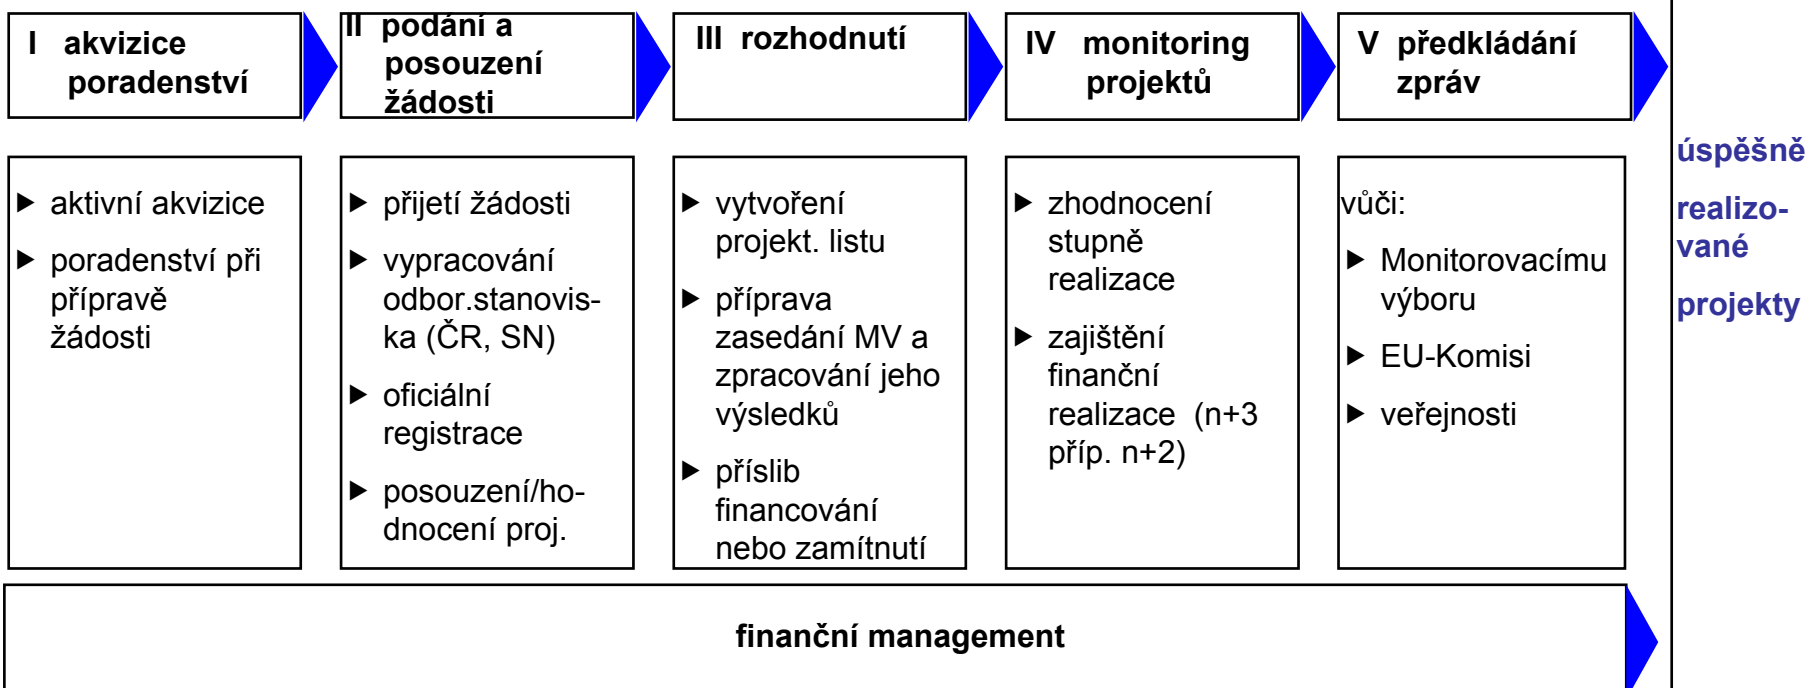 I akvizice
poradenství
II podání a
posouzení
žádosti
III rozhodnutí
IV monitoring
projektů
V předkládání
zpráv
► aktivní akvizice
► poradenství při
přípravě
žádosti
► přijetí žádosti
► vypracování
odbor.stanovis-
ka (ČR, SN)
► oficiální
registrace
► posouzení/ho-
dnocení proj.
► vytvoření
projekt. listu
► příprava
zasedání MV a
zpracování jeho
výsledků
► příslib
financování
nebo zamítnutí
► zhodnocení
stupně
realizace
► zajištění
finanční
realizace (n+3
příp. n+2)
vůči:
► Monitorovacímu
výboru
► EU-Komisi
► veřejnosti
úspěšně
realizo-
vané
projekty
finanční management